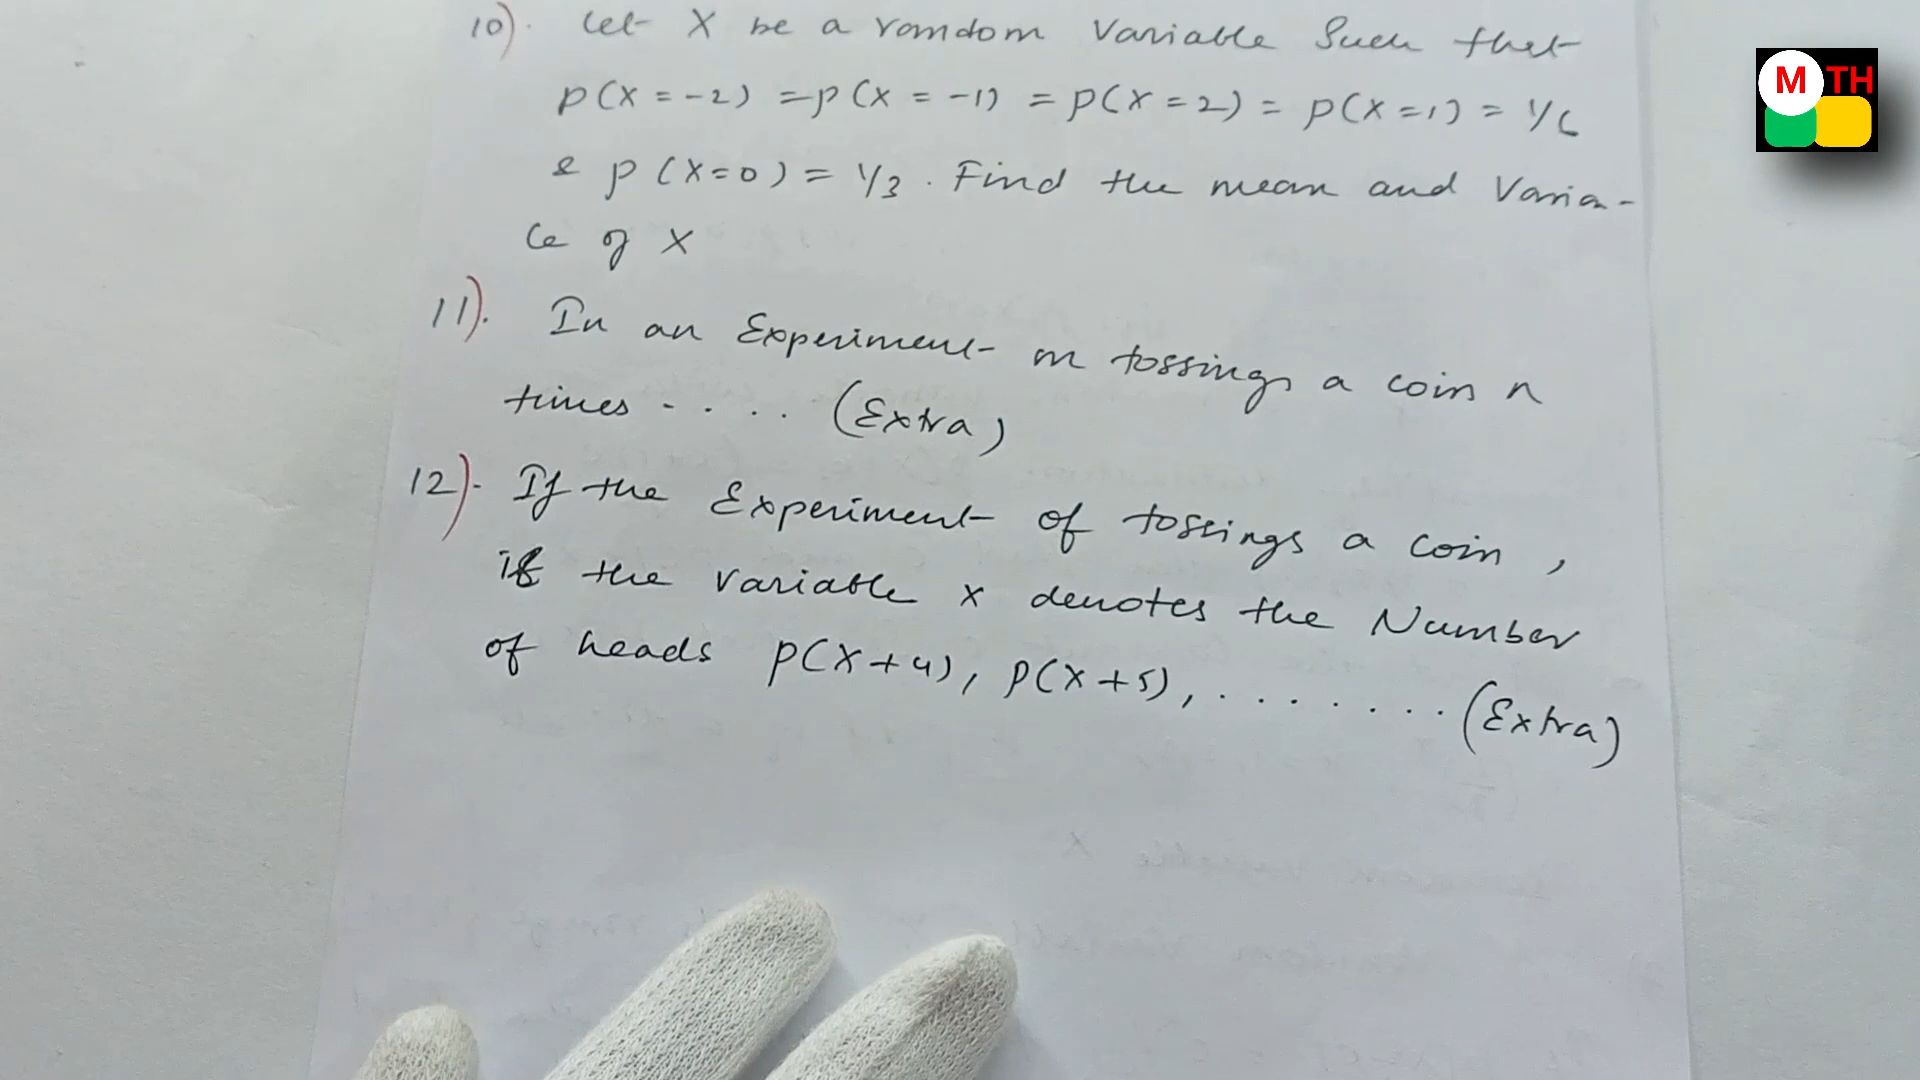 10). Let X be a random variable such that
P(X = -2) = P(X = -1) = P(X = 2) = P(X = 1) = 1/6
& P(X=0) = 1/3. Find the mean and varian-
ce of X
11). In an Experiment on tossings a coin n
times - . . . . (Extra)
12). If the Experiment of tossings a coin ,
if the variable x denotes the Number
of heads P(X+4), P(X+5), . . . . . . . (Extra)
M TH